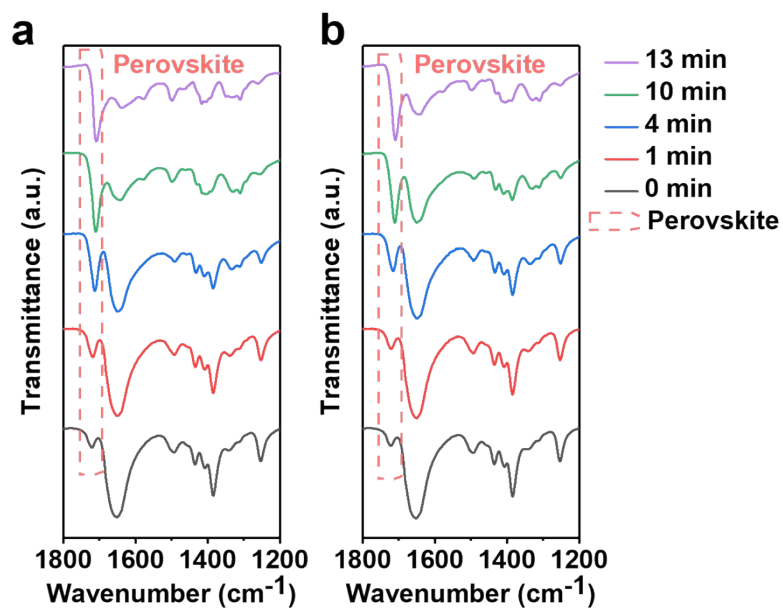 a
b
Perovskite
Perovskite
13 min
10 min
4 min
1 min
0 min
Perovskite
Transmittance (a.u.)
Transmittance (a.u.)
1800 1600 1400 1200
1800 1600 1400 1200
Wavenumber (cm⁻¹)
Wavenumber (cm⁻¹)